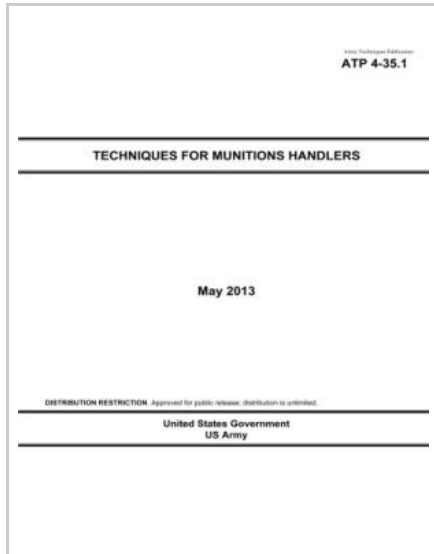 Army Techniques Publication
ATP 4-35.1
TECHNIQUES FOR MUNITIONS HANDLERS
May 2013
DISTRIBUTION RESTRICTION. Approved for public release; distribution is unlimited.
United States Government
US Army